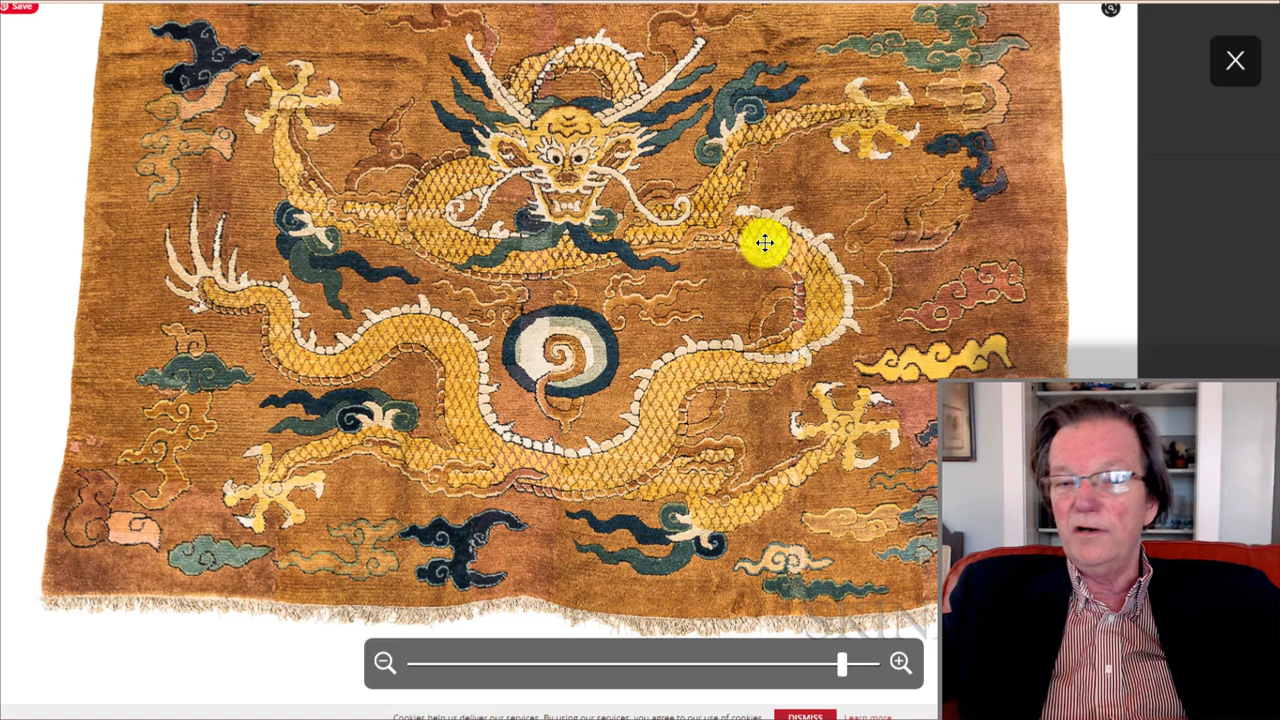 Save
SKIN
Cookies help us deliver our services. By using our services, you agree to our use of cookies.
DISMISS
Learn more